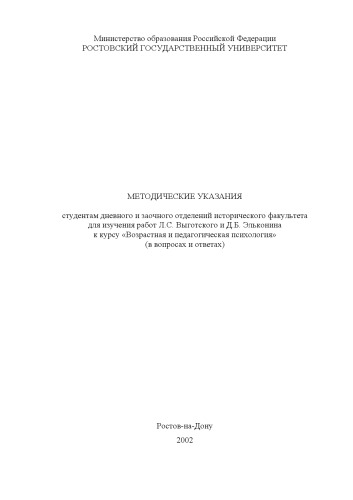 Министерство образования Российской Федерации
РОСТОВСКИЙ ГОСУДАРСТВЕННЫЙ УНИВЕРСИТЕТ
МЕТОДИЧЕСКИЕ УКАЗАНИЯ
студентам дневного и заочного отделений исторического факультета
для изучения работ Л.С. Выготского и Д.Б. Эльконина
к курсу «Возрастная и педагогическая психология»
(в вопросах и ответах)
Ростов-на-Дону
2002